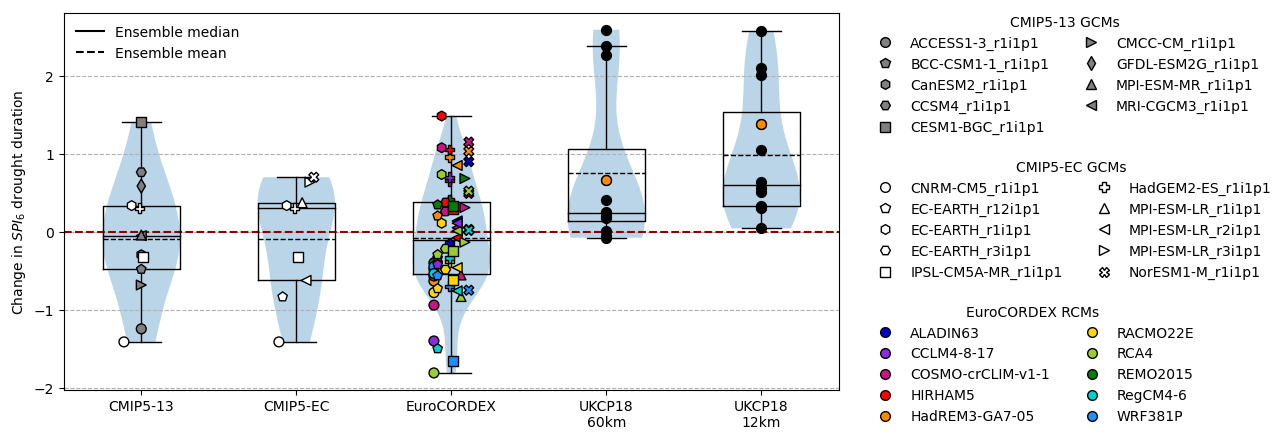 Ensemble median
Ensemble mean
Change in SPI6 drought duration
2
1
0
−1
−2
CMIP5-13
CMIP5-EC
EuroCORDEX
UKCP18
60km
UKCP18
12km
CMIP5-13 GCMs
ACCESS1-3_r1i1p1
BCC-CSM1-1_r1i1p1
CanESM2_r1i1p1
CCSM4_r1i1p1
CESM1-BGC_r1i1p1
CMCC-CM_r1i1p1
GFDL-ESM2G_r1i1p1
MPI-ESM-MR_r1i1p1
MRI-CGCM3_r1i1p1
CMIP5-EC GCMs
CNRM-CM5_r1i1p1
EC-EARTH_r12i1p1
EC-EARTH_r1i1p1
EC-EARTH_r3i1p1
IPSL-CM5A-MR_r1i1p1
HadGEM2-ES_r1i1p1
MPI-ESM-LR_r1i1p1
MPI-ESM-LR_r2i1p1
MPI-ESM-LR_r3i1p1
NorESM1-M_r1i1p1
EuroCORDEX RCMs
ALADIN63
CCLM4-8-17
COSMO-crCLIM-v1-1
HIRHAM5
HadREM3-GA7-05
RACMO22E
RCA4
REMO2015
RegCM4-6
WRF381P